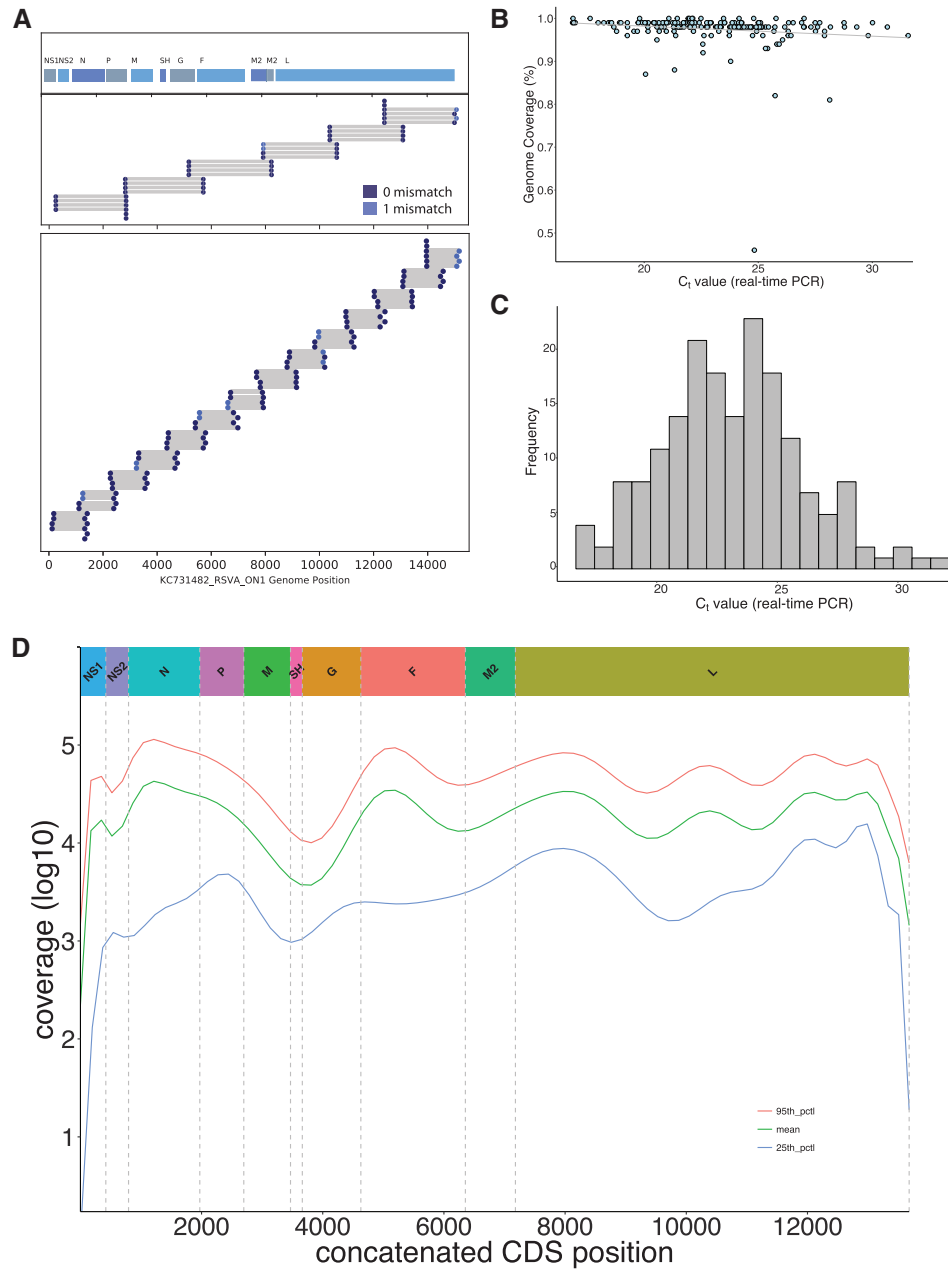 A
NS1 NS2 N P M SH G F M2 M2 L
0 mismatch
1 mismatch
0 2000 4000 6000 8000 10000 12000 14000
KC731482_RSVA_ON1 Genome Position
B
Genome Coverage (%)
1.0
0.9
0.8
0.7
0.6
0.5
20 25 30
Ct value (real-time PCR)
C
Frequency
20
15
10
5
0
20 25 30
Ct value (real-time PCR)
D
NS1 NS2 N P M SH G F M2 L
coverage (log10)
5
4
3
2
1
95th_pctl
mean
25th_pctl
2000 4000 6000 8000 10000 12000
concatenated CDS position